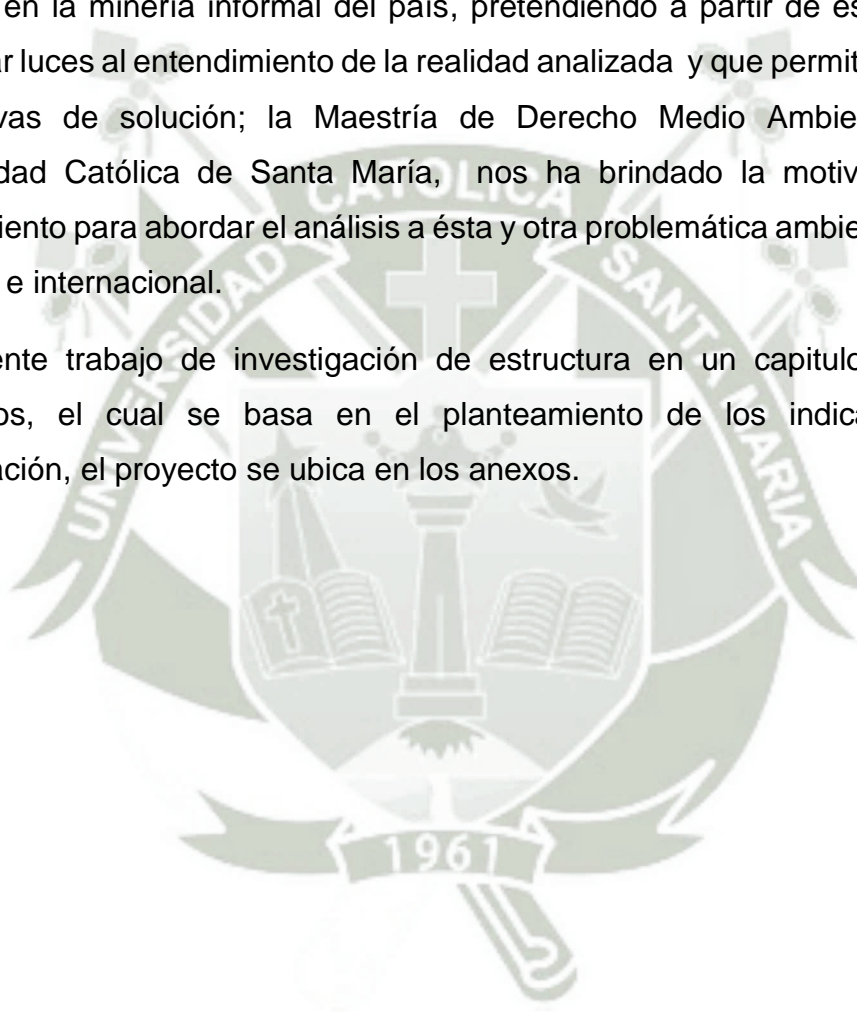 en la minería informal del país, pretendiendo a partir de es
ar luces al entendimiento de la realidad analizada y que permit
vas de solución; la Maestría de Derecho Medio Ambie
dad Católica de Santa María, nos ha brindado la motiv
iento para abordar el análisis a ésta y otra problemática ambie
e internacional.
ente trabajo de investigación de estructura en un capitulo
os, el cual se basa en el planteamiento de los indica
ación, el proyecto se ubica en los anexos.
UNIVERSIDAD CATOLICA SANTA MARIA
1961